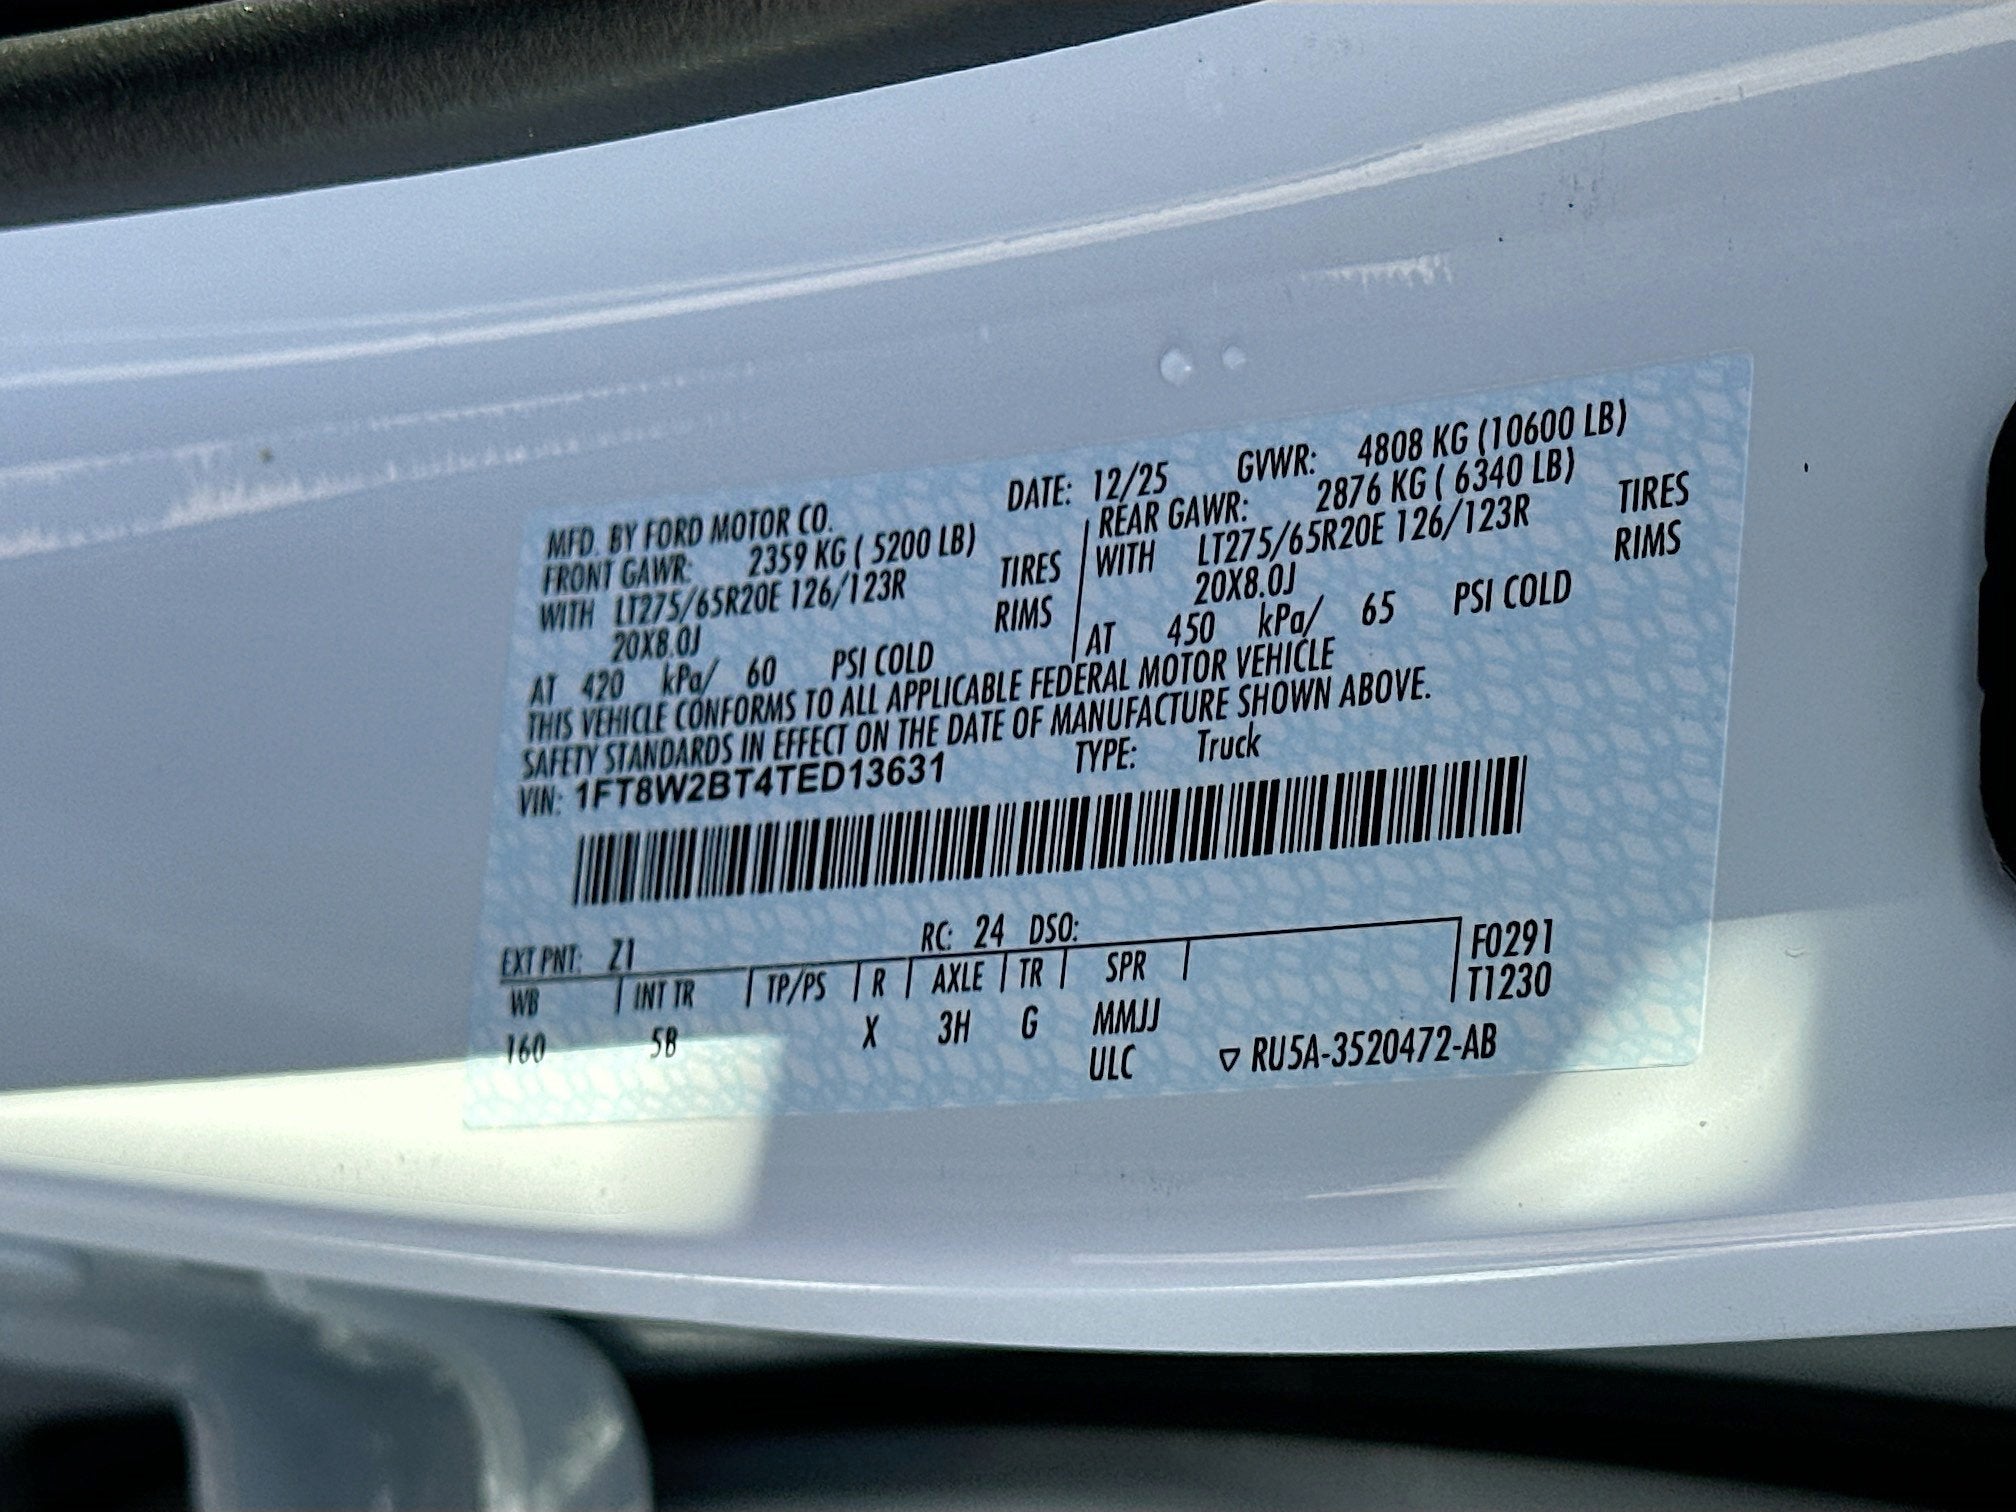 MFD. BY FORD MOTOR CO. DATE: 12/25 GVWR: 4808 KG (10600 LB)
FRONT GAWR: 2359 KG ( 5200 LB) REAR GAWR: 2876 KG ( 6340 LB)
WITH LT275/65R20E 126/123R TIRES WITH LT275/65R20E 126/123R TIRES
20X8.0J RIMS 20X8.0J RIMS
AT 420 kPa/ 60 PSI COLD AT 450 kPa/ 65 PSI COLD
THIS VEHICLE CONFORMS TO ALL APPLICABLE FEDERAL MOTOR VEHICLE
SAFETY STANDARDS IN EFFECT ON THE DATE OF MANUFACTURE SHOWN ABOVE.
VIN: 1FT8W2BT4TED13631 TYPE: Truck
EXT PNT: Z1 RC: 24 DSO: F0291
WB INT TR TP/PS R AXLE TR SPR T1230
160 5B X 3H G MMJJ
ULC ▽ RU5A-3520472-AB